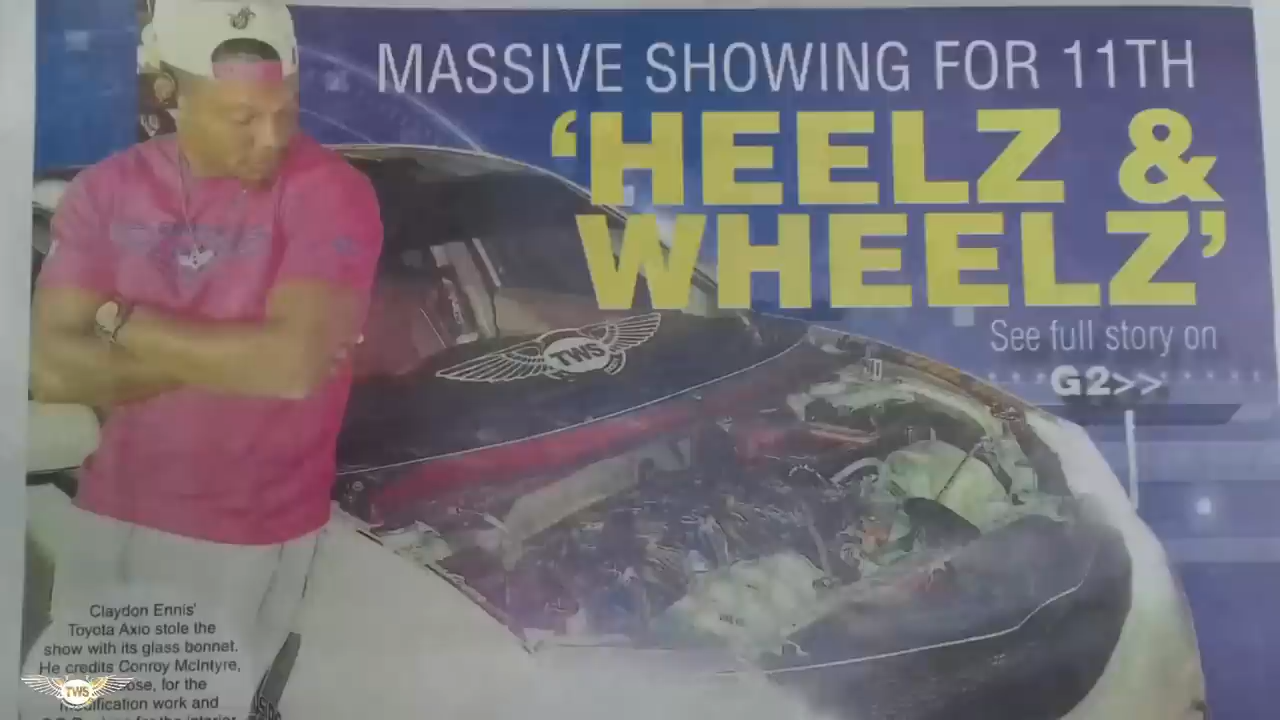 MASSIVE SHOWING FOR 11TH
'HEELZ &
WHEELZ'
See full story on
G2>>
TWS
Claydon Ennis'
Toyota Axio stole the
show with its glass bonnet.
He credits Conroy McIntyre,
for the
work and
TWS